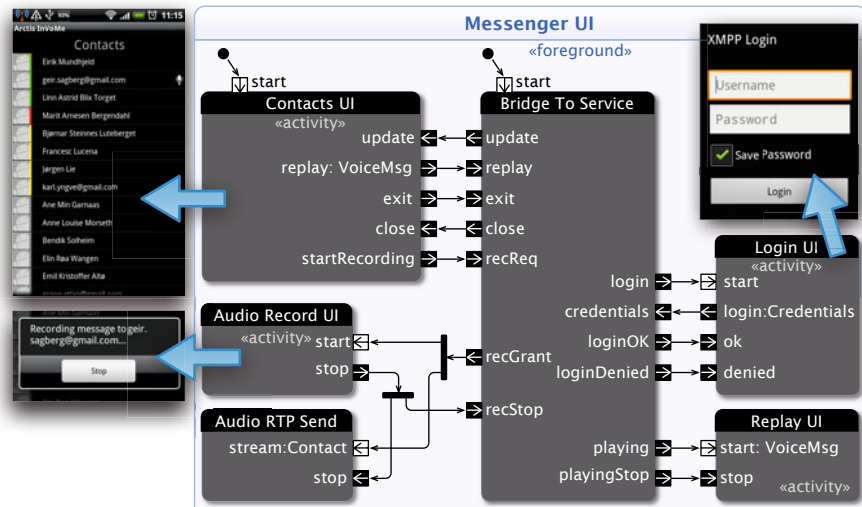 11:15
Arctis InVoMe
Contacts
Eirik Mundhjeld
geir.sagberg@gmail.com
Linn Astrid Blix Torget
Marit Arnesen Bergendahl
Bjørnar Steinnes Luteberget
Francesc Lucena
Jørgen Lie
karl.yngve@gmail.com
Ane Min Garnaas
Anne Louise Morseth
Bendik Solheim
Elin Røa Wangen
Emil Kristoffer Altø
Recording message to geir.
sagberg@gmail.com...
Stop
Messenger UI
«foreground»
start
Contacts UI
«activity»
update
replay: VoiceMsg
exit
close
startRecording
start
Bridge To Service
update
replay
exit
close
recReq
recGrant
recStop
login
credentials
loginOK
loginDenied
playing
playingStop
Audio Record UI
«activity»
start
stop
Audio RTP Send
stream:Contact
stop
XMPP Login
Username
Password
Save Password
Login
Login UI
«activity»
start
login:Credentials
ok
denied
Replay UI
start: VoiceMsg
stop
«activity»